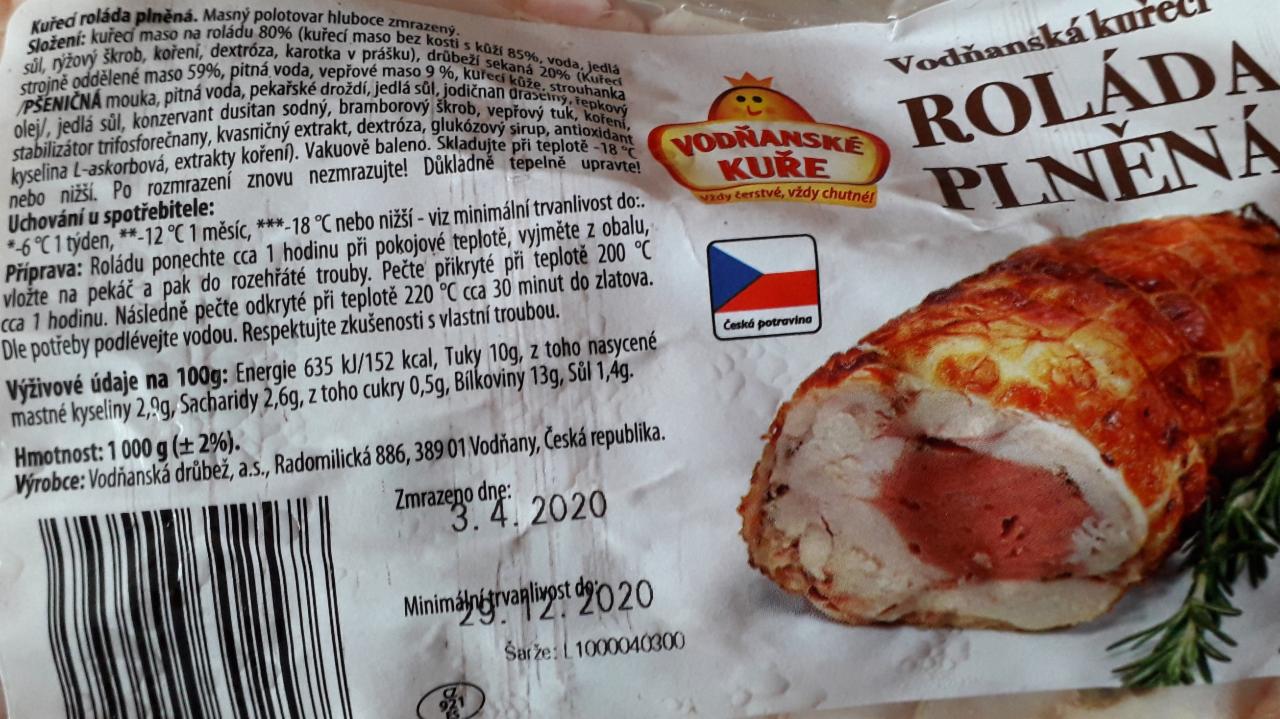 Kuřecí roláda plněná. Masný polotovar hluboce zmrazený.
Složení: kuřecí maso na roládu 80% (kuřecí maso bez kosti s kůží 85%, voda, jedlá
sůl, rýžový škrob, koření, dextróza, karotka v prášku), drůbeží sekaná 20% (Kuřecí
strojně oddělené maso 59%, pitná voda, vepřové maso 9 %, kuřecí kůže, strouhanka
/PŠENIČNÁ mouka, pitná voda, pekařské droždí, jedlá sůl, jodičnan draselný, řepkový
olej/, jedlá sůl, konzervant dusitan sodný, bramborový škrob, vepřový tuk, koření,
stabilizátor trifosforečnany, kvasničný extrakt, dextróza, glukózový sirup, antioxidant
kyselina L-askorbová, extrakty koření). Vakuově baleno. Skladujte při teplotě -18 °C
nebo nižší. Po rozmrazení znovu nezmrazujte! Důkladně tepelně upravte!
Uchování u spotřebitele:
*-6 °C 1 týden, **-12 °C 1 měsíc, ***-18 °C nebo nižší - viz minimální trvanlivost do:.
Příprava: Roládu ponechte cca 1 hodinu při pokojové teplotě, vyjměte z obalu,
vložte na pekáč a pak do rozehřáté trouby. Pečte přikryté při teplotě 200 °C
cca 1 hodinu. Následně pečte odkryté při teplotě 220 °C cca 30 minut do zlatova.
Dle potřeby podlévejte vodou. Respektujte zkušenosti s vlastní troubou.
Výživové údaje na 100g: Energie 635 kJ/152 kcal, Tuky 10g, z toho nasycené
mastné kyseliny 2,9g, Sacharidy 2,6g, z toho cukry 0,5g, Bílkoviny 13g, Sůl 1,4g.
Hmotnost: 1 000 g (± 2%).
Výrobce: Vodňanská drůbež, a.s., Radomilická 886, 389 01 Vodňany, Česká republika.
Zmrazeno dne:
3. 4. 2020
Minimální trvanlivost do:
29. 12. 2020
Šarže: L1000040300
CZ
921
ES
VODŇANSKÉ
KUŘE
Vždy čerstvé, vždy chutné!
Česká potravina
Vodňanská kuřecí
ROLÁDA
PLNĚNÁ